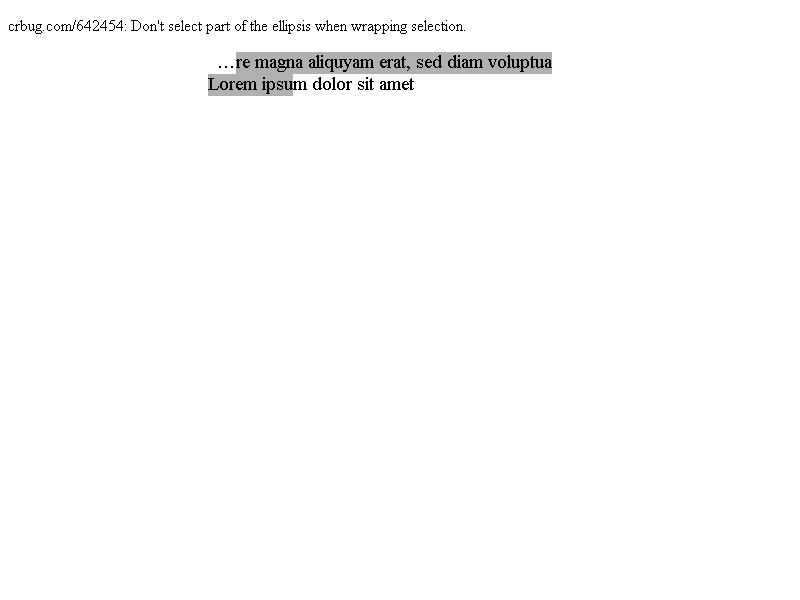 crbug.com/642454: Don't select part of the ellipsis when wrapping selection.
…re magna aliquyam erat, sed diam voluptua
Lorem ipsum dolor sit amet